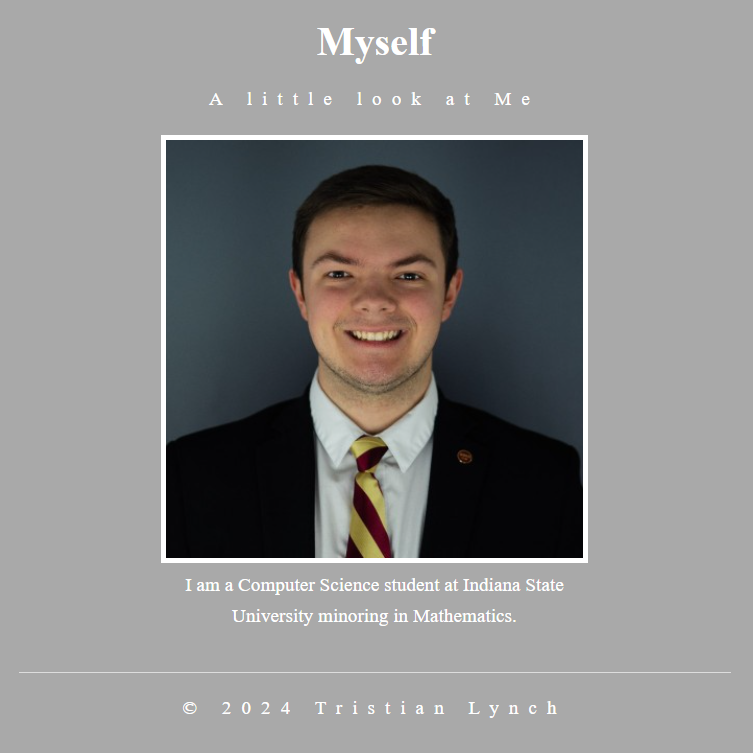 Myself
A little look at Me
I am a Computer Science student at Indiana State
University minoring in Mathematics.
© 2024 Tristian Lynch